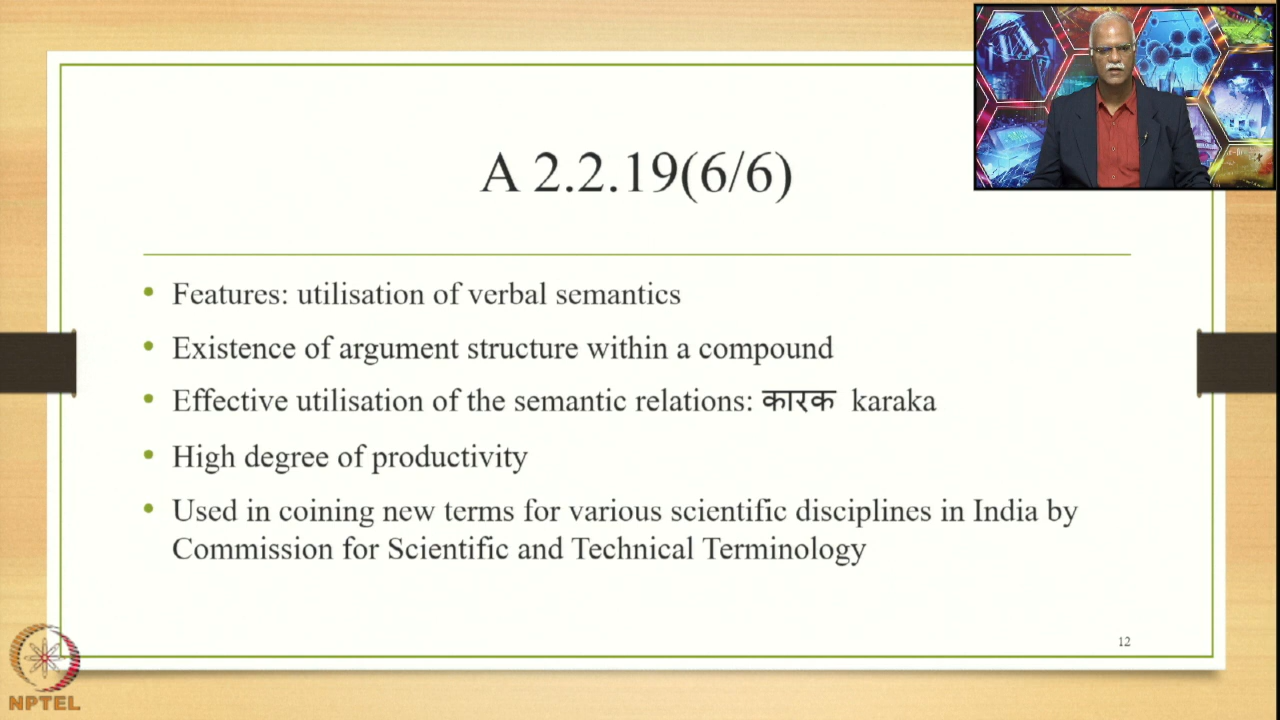 A 2.2.19(6/6)
• Features: utilisation of verbal semantics
• Existence of argument structure within a compound
• Effective utilisation of the semantic relations: कारक karaka
• High degree of productivity
• Used in coining new terms for various scientific disciplines in India by
Commission for Scientific and Technical Terminology
12
NPTEL